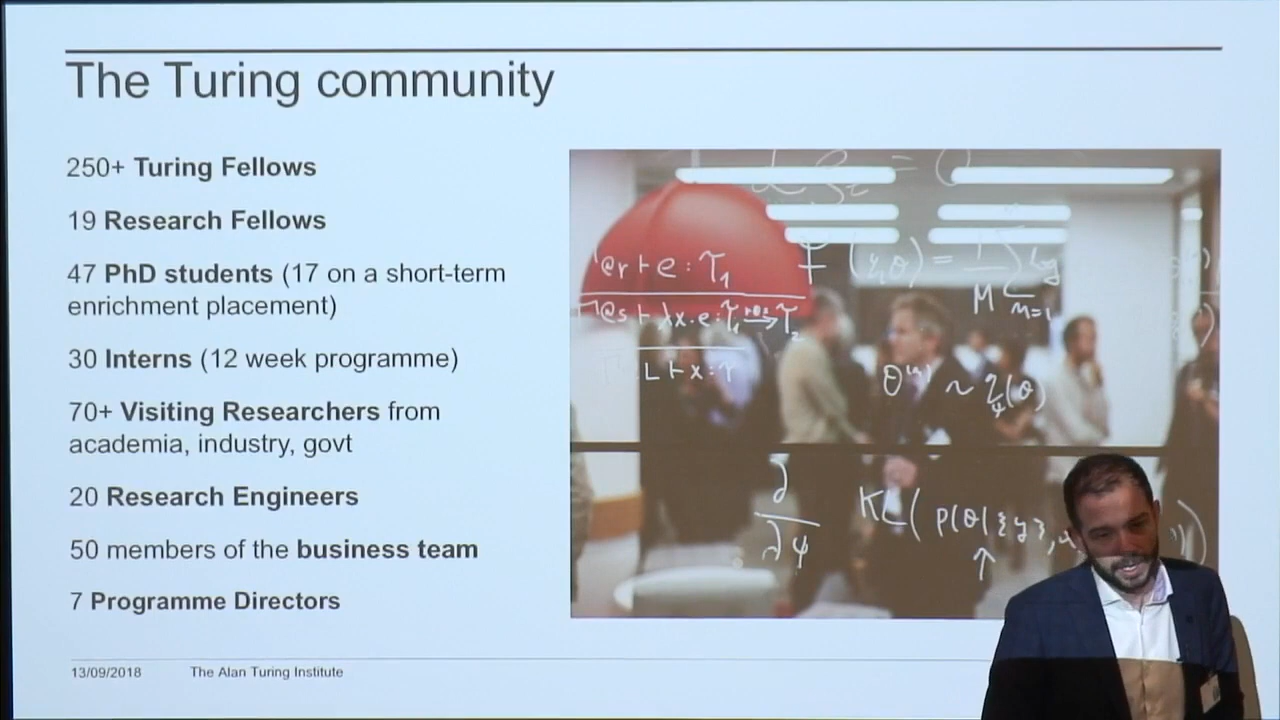 The Turing community
250+ Turing Fellows
19 Research Fellows
47 PhD students (17 on a short-term
enrichment placement)
30 Interns (12 week programme)
70+ Visiting Researchers from
academia, industry, govt
20 Research Engineers
50 members of the business team
7 Programme Directors
13/09/2018 The Alan Turing Institute